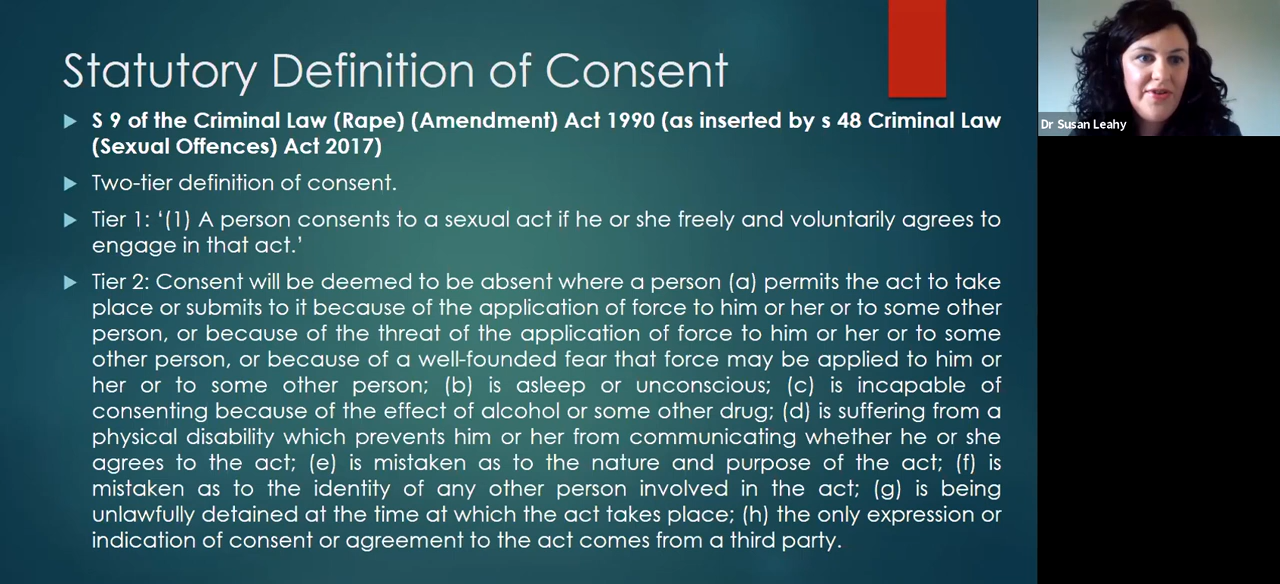 Statutory Definition of Consent
S 9 of the Criminal Law (Rape) (Amendment) Act 1990 (as inserted by s 48 Criminal Law
(Sexual Offences) Act 2017)
Two-tier definition of consent.
Tier 1: ‘(1) A person consents to a sexual act if he or she freely and voluntarily agrees to
engage in that act.’
Tier 2: Consent will be deemed to be absent where a person (a) permits the act to take
place or submits to it because of the application of force to him or her or to some other
person, or because of the threat of the application of force to him or her or to some
other person, or because of a well-founded fear that force may be applied to him or
her or to some other person; (b) is asleep or unconscious; (c) is incapable of
consenting because of the effect of alcohol or some other drug; (d) is suffering from a
physical disability which prevents him or her from communicating whether he or she
agrees to the act; (e) is mistaken as to the nature and purpose of the act; (f) is
mistaken as to the identity of any other person involved in the act; (g) is being
unlawfully detained at the time at which the act takes place; (h) the only expression or
indication of consent or agreement to the act comes from a third party.
Dr Susan Leahy